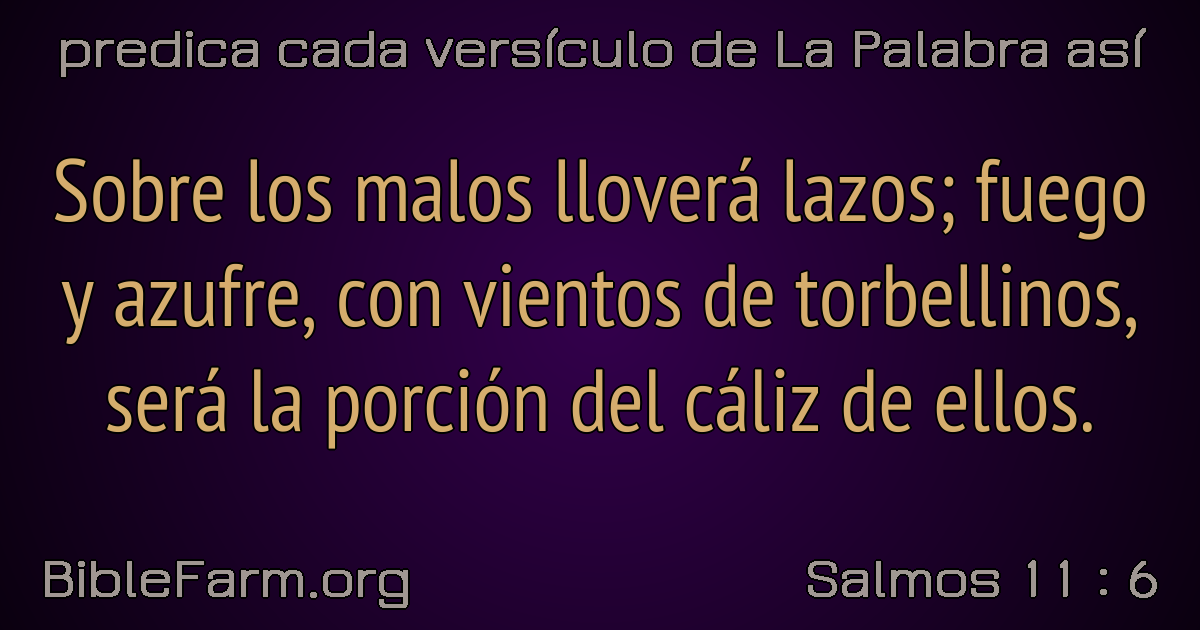 predica cada versículo de La Palabra así
Sobre los malos lloverá lazos; fuego
y azufre, con vientos de torbellinos,
será la porción del cáliz de ellos.
BibleFarm.org
Salmos 11 : 6